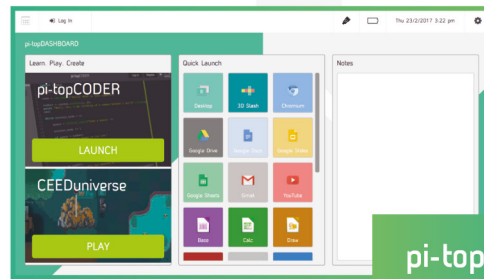 Log in
Thu 23/2/2017 3:22 pm
pi-topDASHBOARD
Learn. Play. Create
pi-topCODER
LAUNCH
CEEDuniverse
PLAY
Quick Launch
Desktop
3D Slash
Chromium
Google Drive
Google Slides
Google Sheets
Gmail
YouTube
Base
Calc
Draw
Notes
pi-top